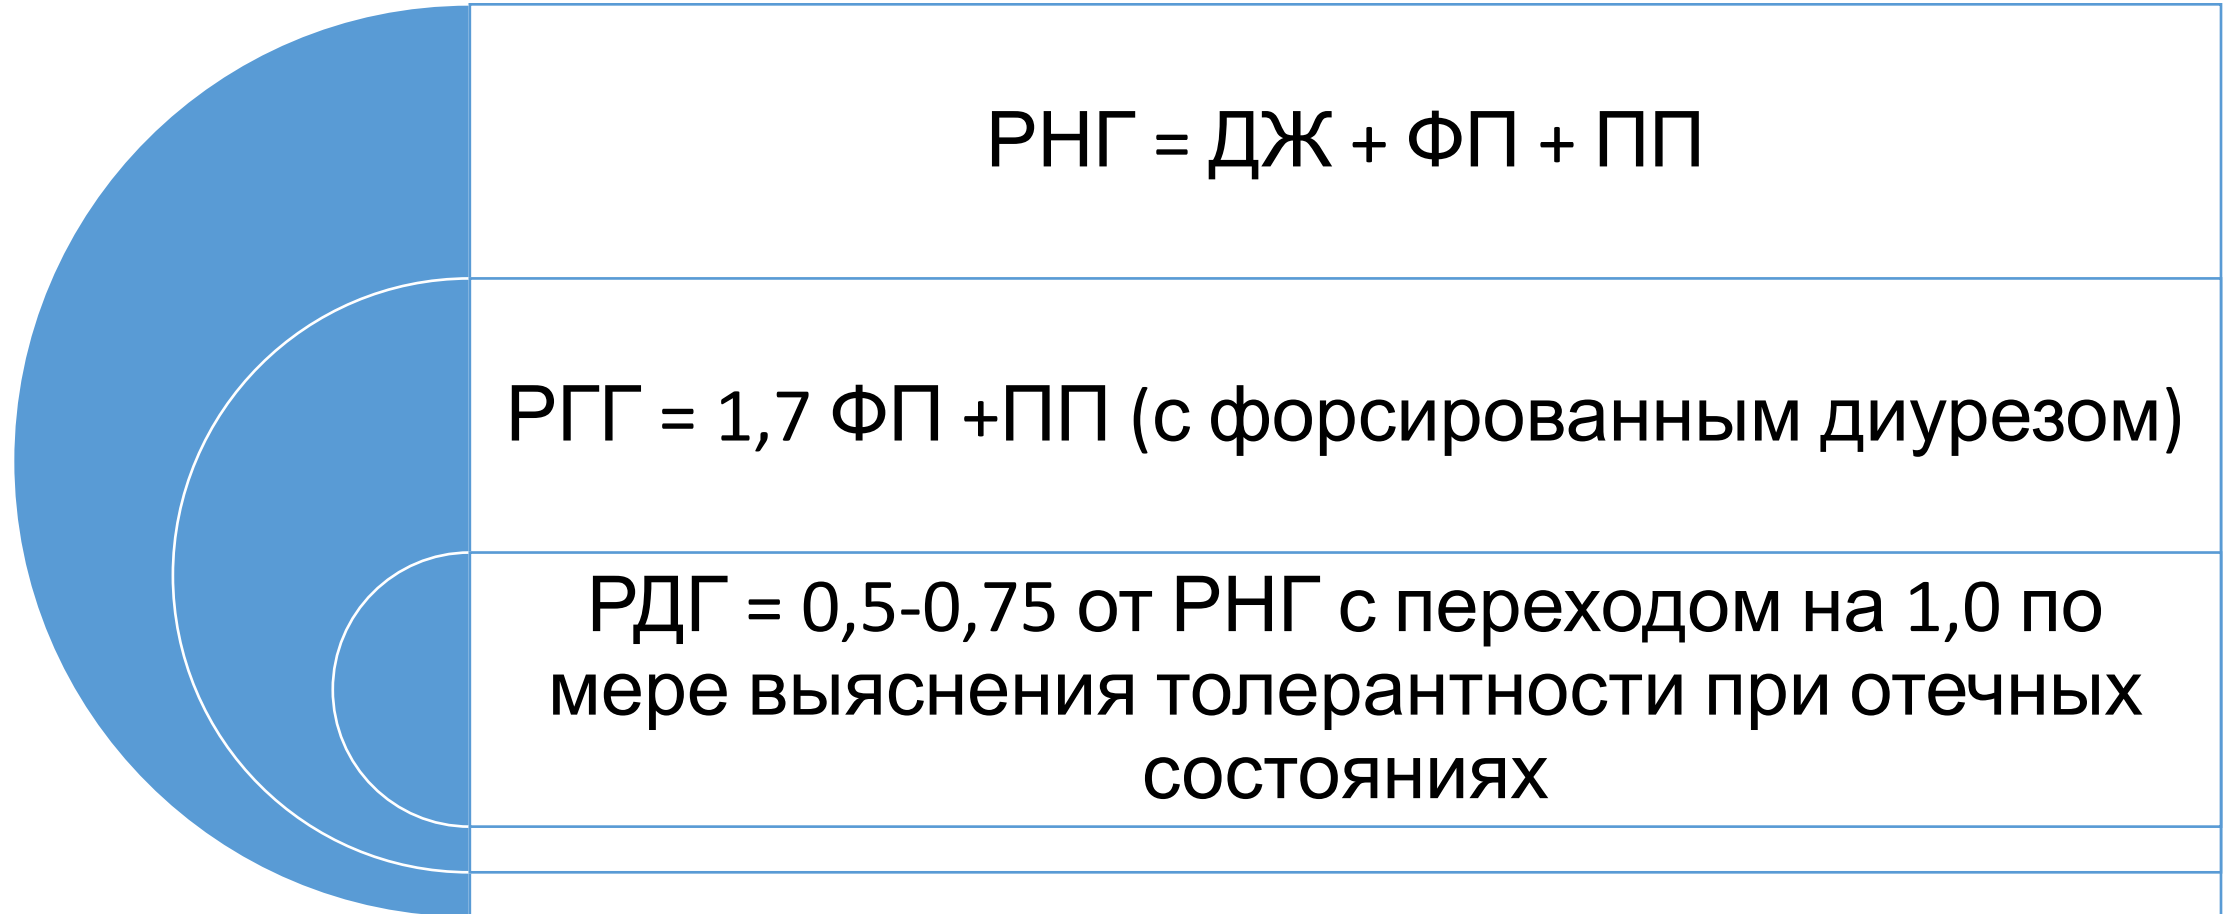 РНГ = ДЖ + ФП + ПП
РГГ = 1,7 ФП +ПП (с форсированным диурезом)
РДГ = 0,5-0,75 от РНГ с переходом на 1,0 по
мере выяснения толерантности при отечных
состояниях